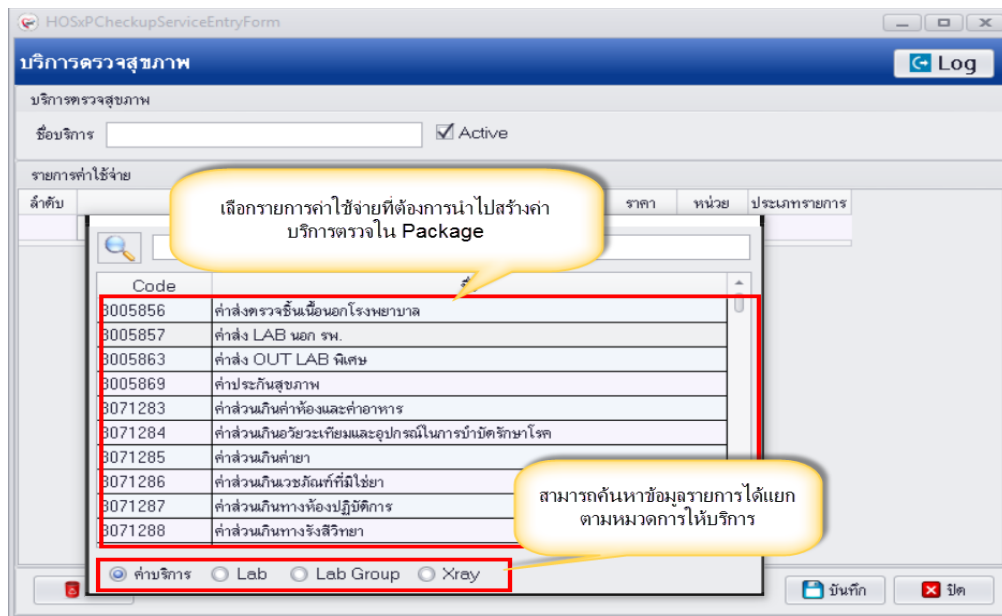 HOSxPCheckupServiceEntryForm
บริการตรวจสุขภาพ
Log
บริการตรวจสุขภาพ
ชื่อบริการ
Active
รายการค่าใช้จ่าย
ลำดับ
ราคา
หน่วย
ประเภทรายการ
เลือกรายการค่าใช้จ่ายที่ต้องการนำไปสร้างค่า
บริการตรวจใน Package
Code
3005856 ค่าส่งตรวจชิ้นเนื้อนอกโรงพยาบาล
3005857 ค่าส่ง LAB นอก รพ.
3005863 ค่าส่ง OUT LAB พิเศษ
3005869 ค่าประกันสุขภาพ
3071283 ค่าส่วนเกินค่าห้องและค่าอาหาร
3071284 ค่าส่วนเกินอวัยวะเทียมและอุปกรณ์ในการบำบัดรักษาโรค
3071285 ค่าส่วนเกินค่ายา
3071286 ค่าส่วนเกินเวชภัณฑ์ที่มิใช่ยา
3071287 ค่าส่วนเกินทางห้องปฏิบัติการ
3071288 ค่าส่วนเกินทางรังสีวิทยา
สามารถค้นหาข้อมูลรายการได้แยก
ตามหมวดการให้บริการ
ค่าบริการ Lab Lab Group Xray
บันทึก
ปิด